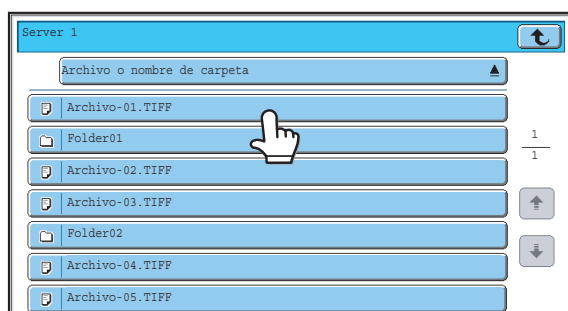 Server 1
Archivo o nombre de carpeta
Archivo-01.TIFF
Folder01
1
1
Archivo-02.TIFF
Archivo-03.TIFF
Folder02
Archivo-04.TIFF
Archivo-05.TIFF